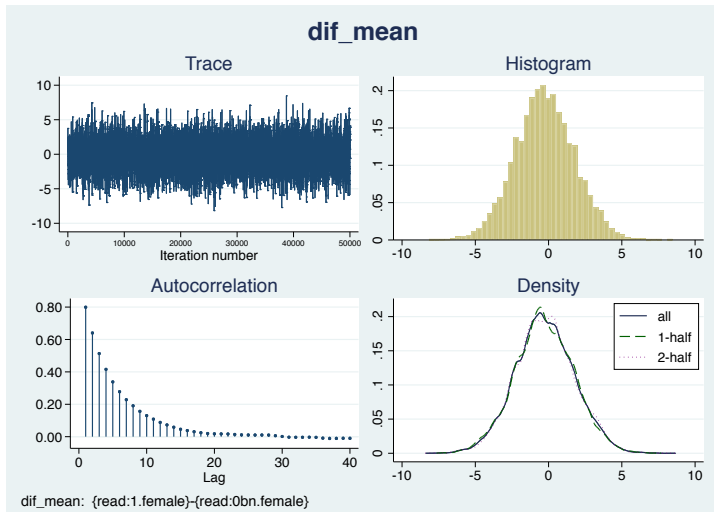 dif_mean
Trace
10
5
0
-5
-10
0 10000 20000 30000 40000 50000
Iteration number
Histogram
.2
.15
.1
.05
0
-10 -5 0 5 10
Autocorrelation
0.80
0.60
0.40
0.20
0.00
0 10 20 30 40
Lag
Density
all
1-half
2-half
.2
.15
.1
.05
0
-10 -5 0 5 10
dif_mean: {read:1.female}-{read:0bn.female}